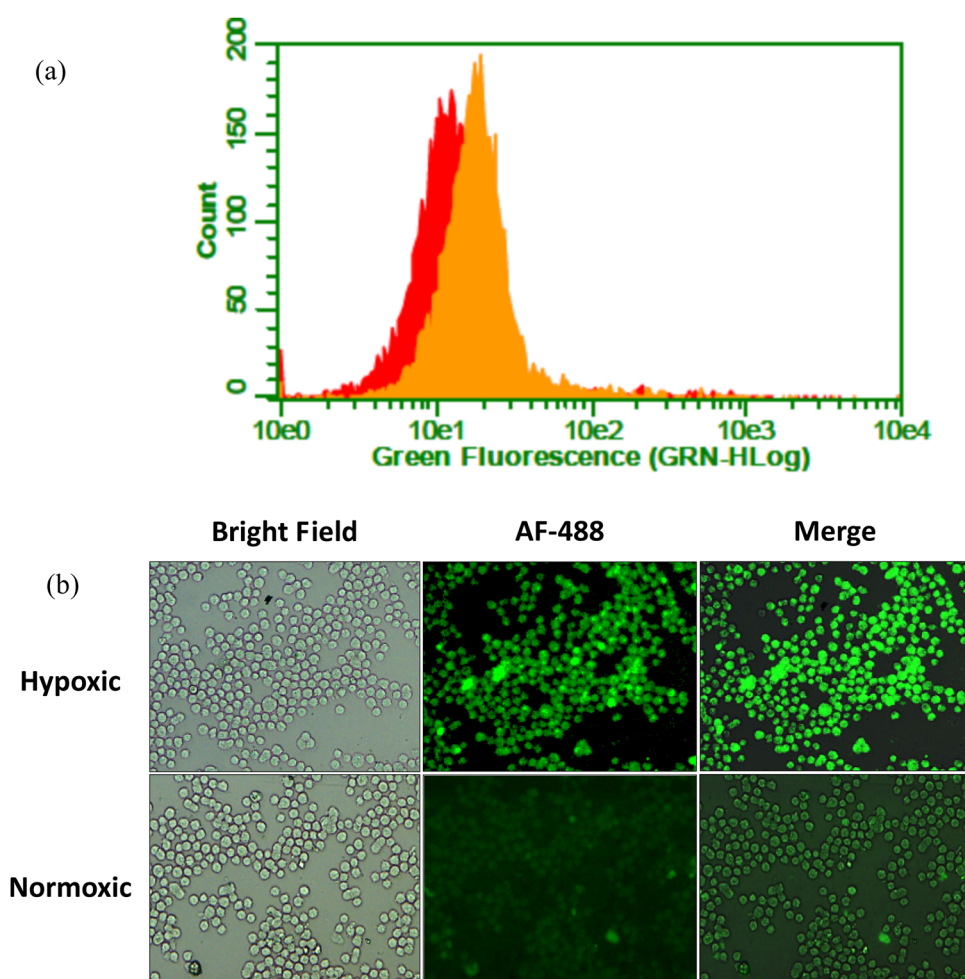 (a)
200
150
100
50
0
Count
10e0 10e1 10e2 10e3 10e4
Green Fluorescence (GRN-HLog)
Bright Field AF-488 Merge
(b)
Hypoxic
Normoxic